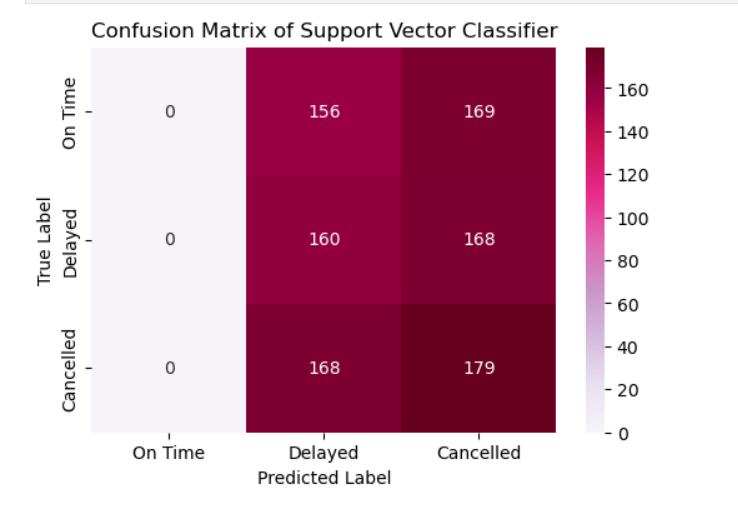 Confusion Matrix of Support Vector Classifier
On Time
0
156
169
Delayed
0
160
168
Cancelled
0
168
179
True Label
On Time
Delayed
Cancelled
Predicted Label
160
140
120
100
80
60
40
20
0